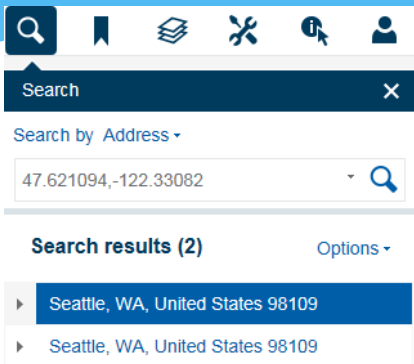 Search
Search by Address
47.621094,-122.33082
Search results (2) Options
Seattle, WA, United States 98109
Seattle, WA, United States 98109